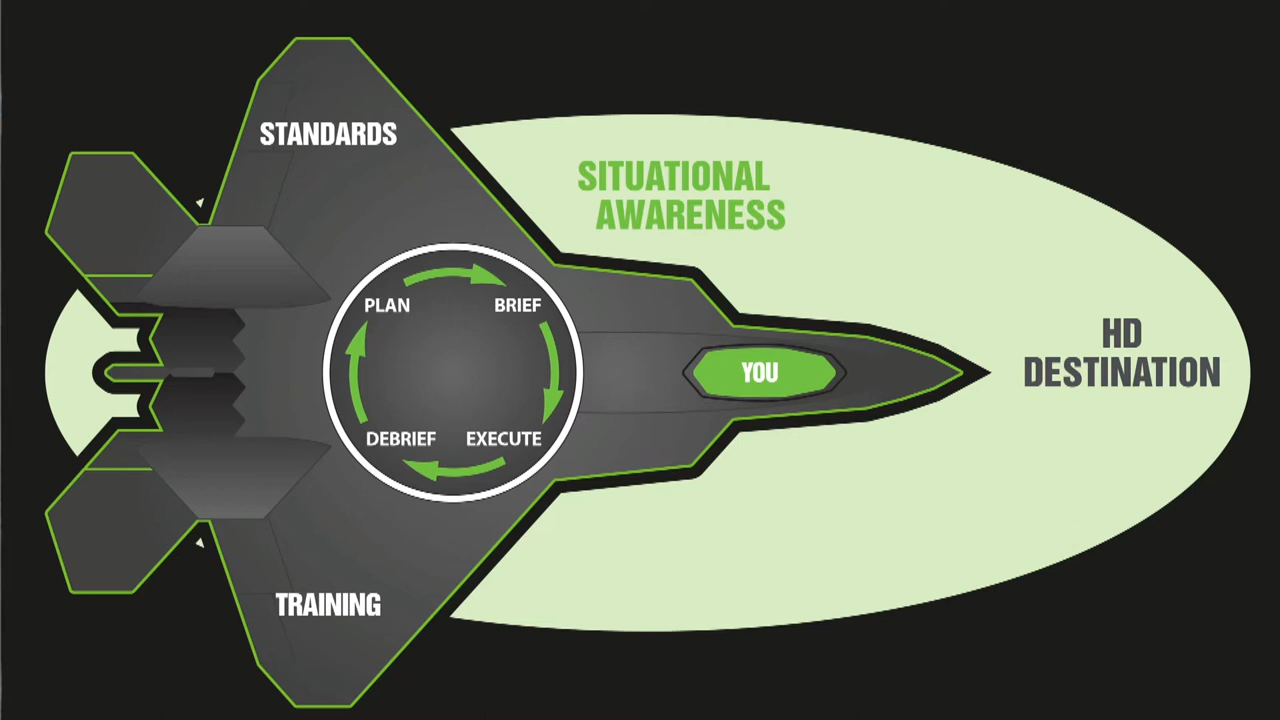 STANDARDS
SITUATIONAL
AWARENESS
PLAN
BRIEF
HD
DESTINATION
YOU
DEBRIEF
EXECUTE
TRAINING